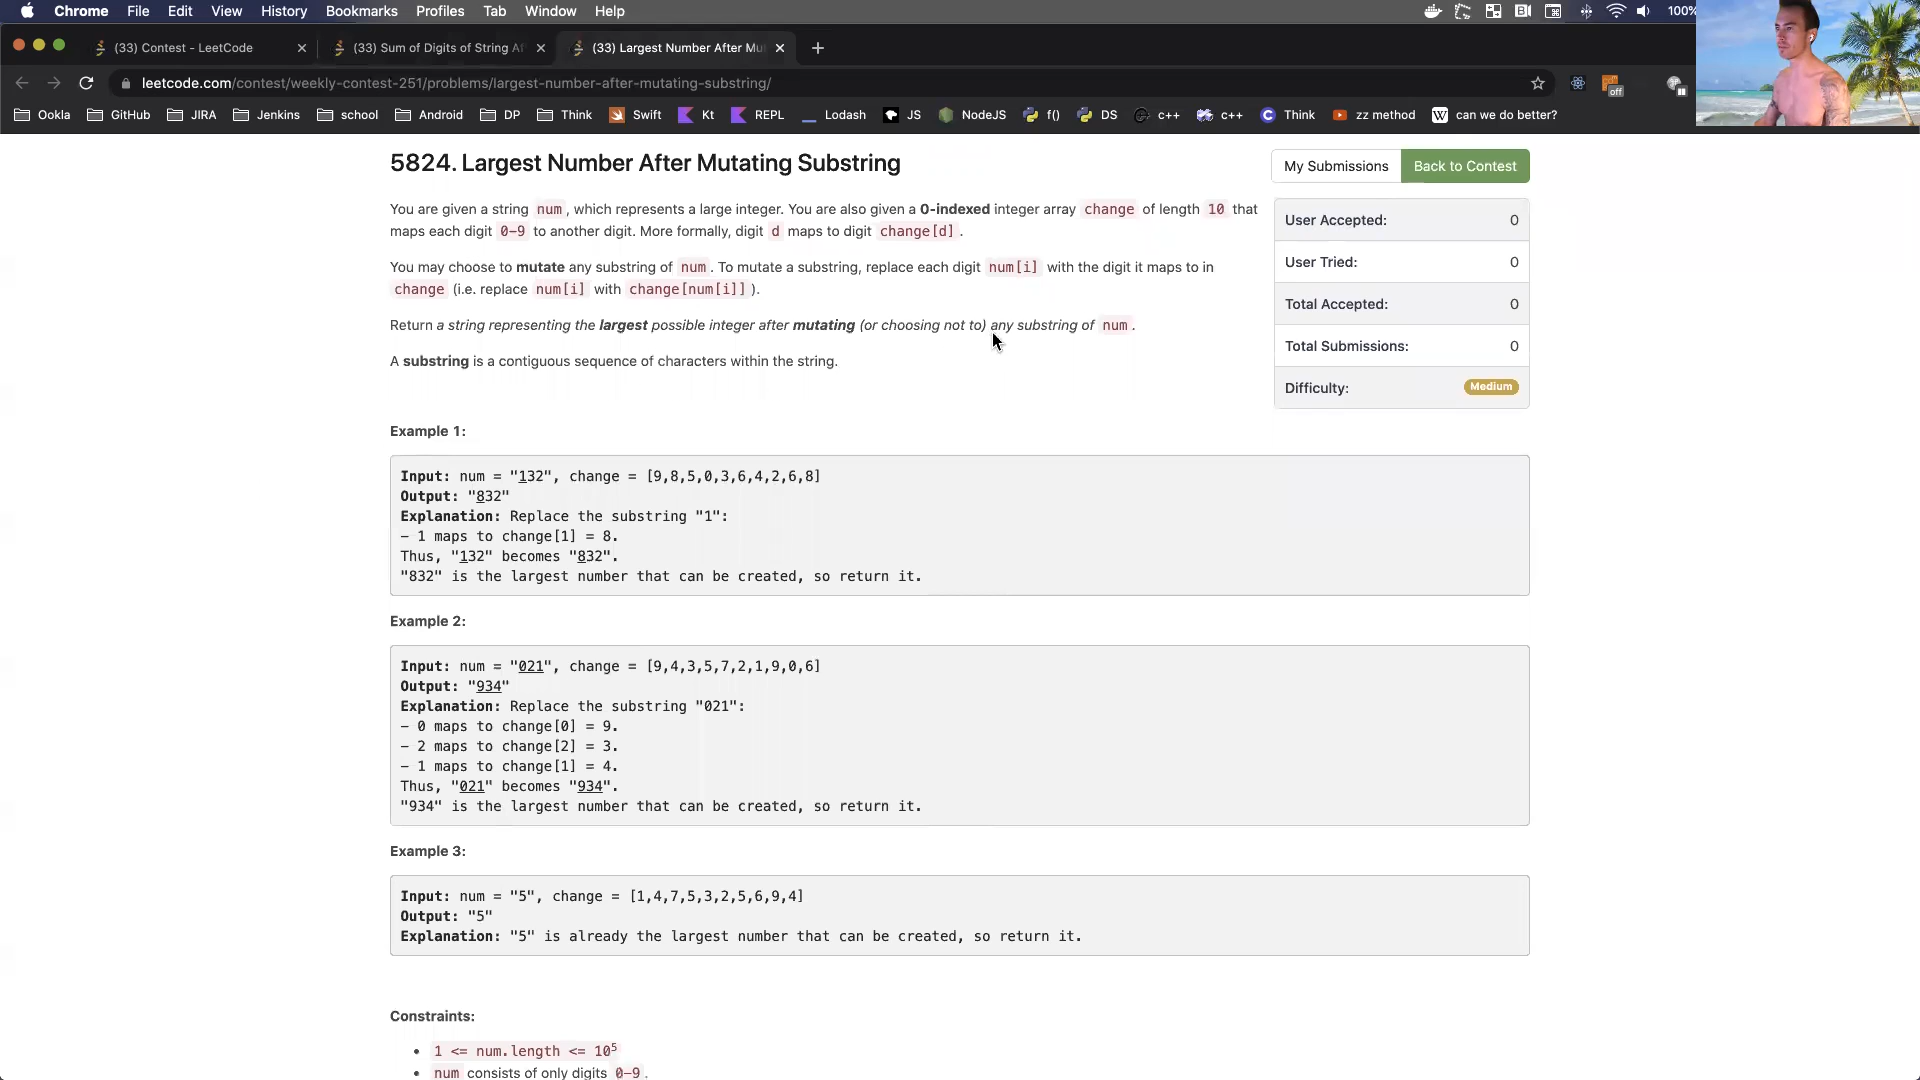 Chrome File Edit View History Bookmarks Profiles Tab Window Help 100%
(33) Contest - LeetCode (33) Sum of Digits of String Af (33) Largest Number After Mu
leetcode.com/contest/weekly-contest-251/problems/largest-number-after-mutating-substring/
off
Ookla GitHub JIRA Jenkins school Android DP Think Swift Kt REPL Lodash JS NodeJS f() DS c++ c++ Think zz method can we do better?
5824. Largest Number After Mutating Substring
My Submissions Back to Contest
You are given a string num, which represents a large integer. You are also given a 0-indexed integer array change of length 10 that
maps each digit 0-9 to another digit. More formally, digit d maps to digit change[d].
You may choose to mutate any substring of num. To mutate a substring, replace each digit num[i] with the digit it maps to in
change (i.e. replace num[i] with change[num[i]]).
Return a string representing the largest possible integer after mutating (or choosing not to) any substring of num.
A substring is a contiguous sequence of characters within the string.
User Accepted: 0
User Tried: 0
Total Accepted: 0
Total Submissions: 0
Difficulty: Medium
Example 1:
Input: num = "132", change = [9,8,5,0,3,6,4,2,6,8]
Output: "832"
Explanation: Replace the substring "1":
- 1 maps to change[1] = 8.
Thus, "132" becomes "832".
"832" is the largest number that can be created, so return it.
Example 2:
Input: num = "021", change = [9,4,3,5,7,2,1,9,0,6]
Output: "934"
Explanation: Replace the substring "021":
- 0 maps to change[0] = 9.
- 2 maps to change[2] = 3.
- 1 maps to change[1] = 4.
Thus, "021" becomes "934".
"934" is the largest number that can be created, so return it.
Example 3:
Input: num = "5", change = [1,4,7,5,3,2,5,6,9,4]
Output: "5"
Explanation: "5" is already the largest number that can be created, so return it.
Constraints:
• 1 <= num.length <= 10⁵
• num consists of only digits 0-9.